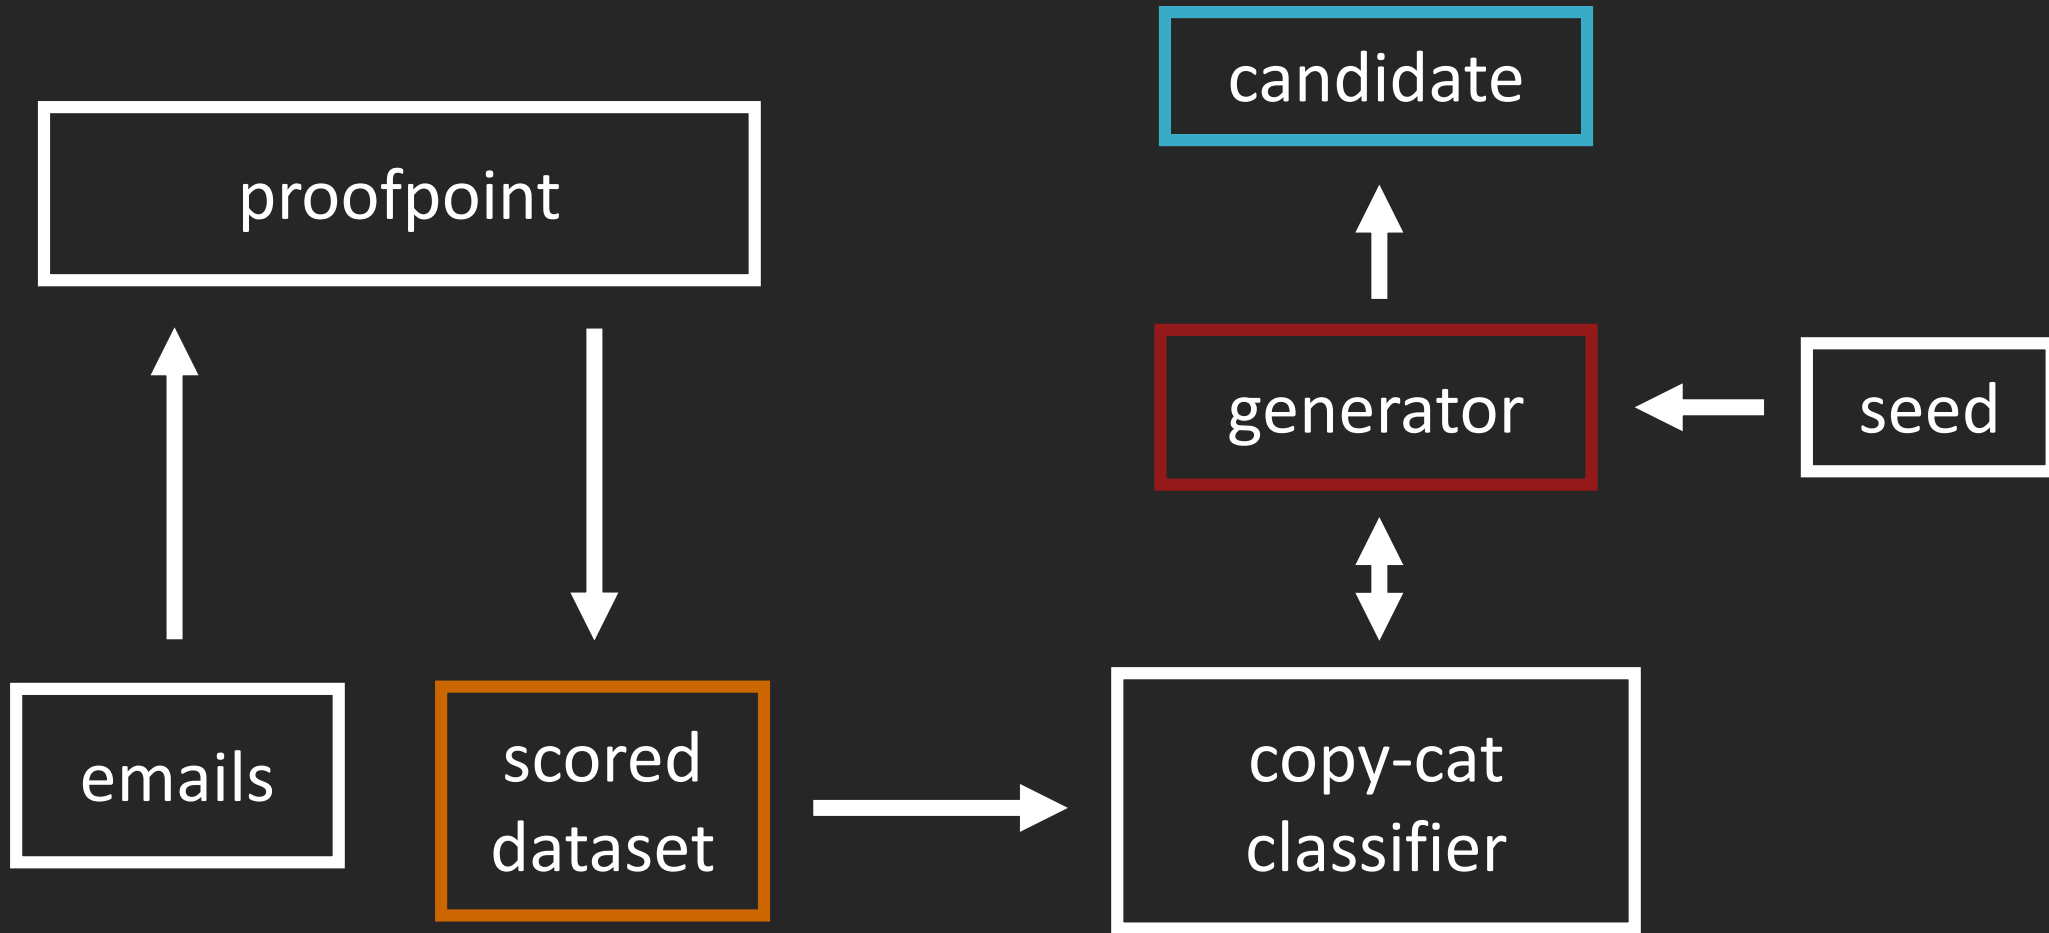 proofpoint
emails
scored
dataset
candidate
generator
seed
copy-cat
classifier